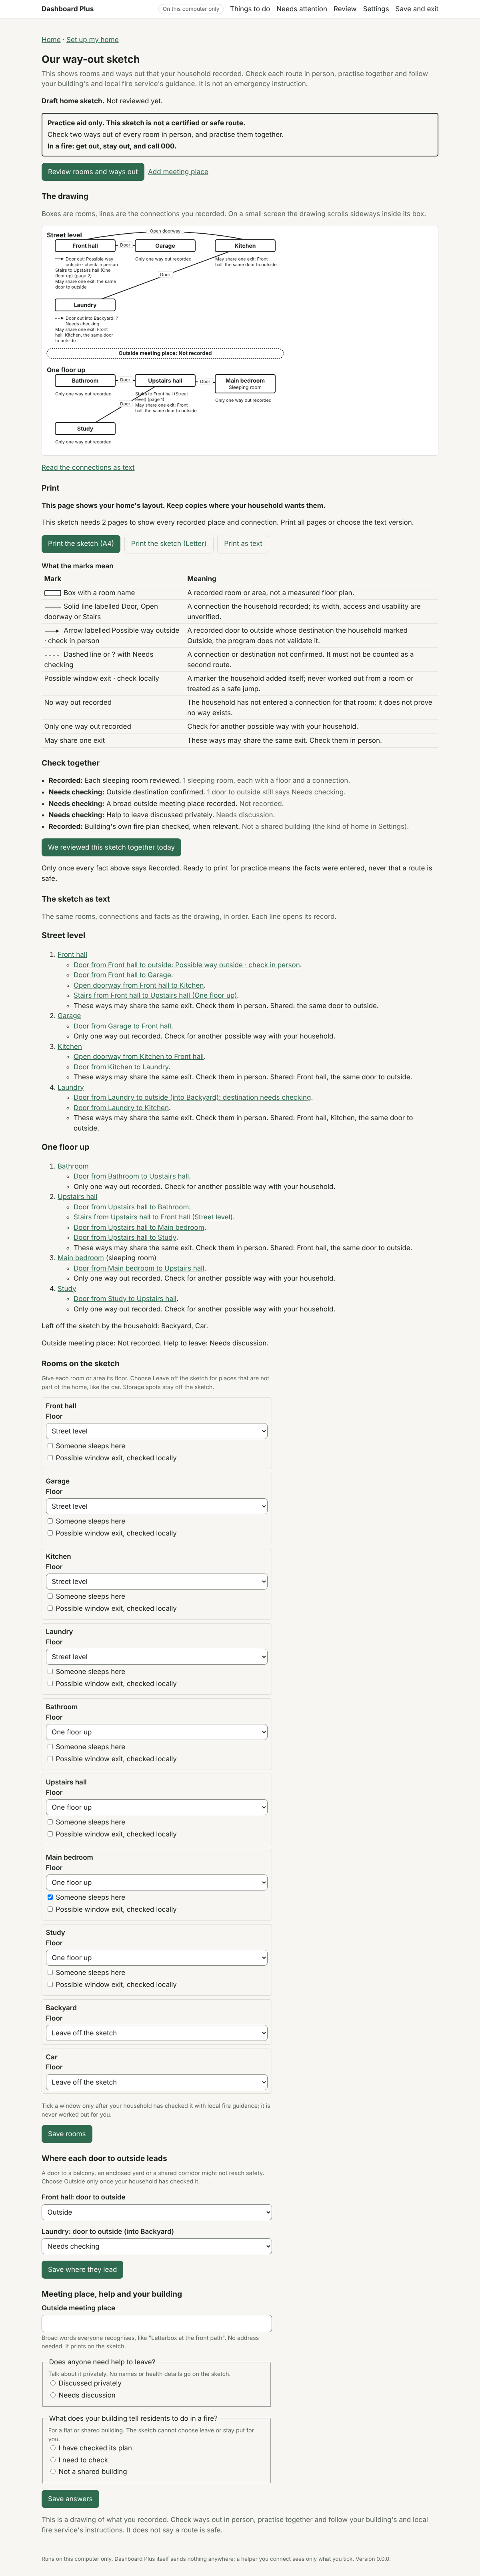 Dashboard Plus
On this computer only
Things to do
Needs attention
Review
Settings
Save and exit
Home · Set up my home
Our way-out sketch
This shows rooms and ways out that your household recorded. Check each route in person, practise together and follow
your building's and local fire service's guidance. It is not an emergency instruction.
Draft home sketch. Not reviewed yet.
Practice aid only. This sketch is not a certified or safe route.
Check two ways out of every room in person, and practise them together.
In a fire: get out, stay out, and call 000.
Review rooms and ways out
Add meeting place
The drawing
Boxes are rooms, lines are the connections you recorded. On a small screen the drawing scrolls sideways inside its box.
Street level
Open doorway
Front hall
Door
Garage
Kitchen
Door out: Possible way
outside · check in person
Stairs to Upstairs hall (One
floor up) (page 2)
May share one exit: the same
door to outside
Only one way out recorded
May share one exit: Front
hall, the same door to outside
Door
Laundry
Door out into Backyard: ?
Needs checking
May share one exit: Front
hall, Kitchen, the same door
to outside
Outside meeting place: Not recorded
One floor up
Bathroom
Door
Upstairs hall
Door
Main bedroom
Sleeping room
Only one way out recorded
Stairs to Front hall (Street
level) (page 1)
May share one exit: Front
hall, the same door to outside
Only one way out recorded
Door
Study
Only one way out recorded
Read the connections as text
Print
This page shows your home's layout. Keep copies where your household wants them.
This sketch needs 2 pages to show every recorded place and connection. Print all pages or choose the text version.
Print the sketch (A4)
Print the sketch (Letter)
Print as text
What the marks mean
Mark
Meaning
Box with a room name
A recorded room or area, not a measured floor plan.
Solid line labelled Door, Open
doorway or Stairs
A connection the household recorded; its width, access and usability are
unverified.
Arrow labelled Possible way outside
· check in person
A recorded door to outside whose destination the household marked
Outside; the program does not validate it.
Dashed line or ? with Needs
checking
A connection or destination not confirmed. It must not be counted as a
second route.
Possible window exit · check locally
A marker the household added itself; never worked out from a room or
treated as a safe jump.
No way out recorded
The household has not entered a connection for that room; it does not prove
no way exists.
Only one way out recorded
Check for another possible way with your household.
May share one exit
These ways may share the same exit. Check them in person.
Check together
• Recorded: Each sleeping room reviewed. 1 sleeping room, each with a floor and a connection.
• Needs checking: Outside destination confirmed. 1 door to outside still says Needs checking.
• Needs checking: A broad outside meeting place recorded. Not recorded.
• Needs checking: Help to leave discussed privately. Needs discussion.
• Recorded: Building's own fire plan checked, when relevant. Not a shared building (the kind of home in Settings).
We reviewed this sketch together today
Only once every fact above says Recorded. Ready to print for practice means the facts were entered, never that a route is
safe.
The sketch as text
The same rooms, connections and facts as the drawing, in order. Each line opens its record.
Street level
1. Front hall
Door from Front hall to outside: Possible way outside · check in person.
Door from Front hall to Garage.
Open doorway from Front hall to Kitchen.
Stairs from Front hall to Upstairs hall (One floor up).
These ways may share the same exit. Check them in person. Shared: the same door to outside.
2. Garage
Door from Garage to Front hall.
Only one way out recorded. Check for another possible way with your household.
3. Kitchen
Open doorway from Kitchen to Front hall.
Door from Kitchen to Laundry.
These ways may share the same exit. Check them in person. Shared: Front hall, the same door to outside.
4. Laundry
Door from Laundry to outside (into Backyard): destination needs checking.
Door from Laundry to Kitchen.
These ways may share the same exit. Check them in person. Shared: Front hall, Kitchen, the same door to
outside.
One floor up
1. Bathroom
Door from Bathroom to Upstairs hall.
Only one way out recorded. Check for another possible way with your household.
2. Upstairs hall
Door from Upstairs hall to Bathroom.
Stairs from Upstairs hall to Front hall (Street level).
Door from Upstairs hall to Main bedroom.
Door from Upstairs hall to Study.
These ways may share the same exit. Check them in person. Shared: Front hall, the same door to outside.
3. Main bedroom (sleeping room)
Door from Main bedroom to Upstairs hall.
Only one way out recorded. Check for another possible way with your household.
4. Study
Door from Study to Upstairs hall.
Only one way out recorded. Check for another possible way with your household.
Left off the sketch by the household: Backyard, Car.
Outside meeting place: Not recorded. Help to leave: Needs discussion.
Rooms on the sketch
Give each room or area its floor. Choose Leave off the sketch for places that are not
part of the home, like the car. Storage spots stay off the sketch.
Front hall
Floor
Street level
Someone sleeps here
Possible window exit, checked locally
Garage
Floor
Street level
Someone sleeps here
Possible window exit, checked locally
Kitchen
Floor
Street level
Someone sleeps here
Possible window exit, checked locally
Laundry
Floor
Street level
Someone sleeps here
Possible window exit, checked locally
Bathroom
Floor
One floor up
Someone sleeps here
Possible window exit, checked locally
Upstairs hall
Floor
One floor up
Someone sleeps here
Possible window exit, checked locally
Main bedroom
Floor
One floor up
Someone sleeps here
Possible window exit, checked locally
Study
Floor
One floor up
Someone sleeps here
Possible window exit, checked locally
Backyard
Floor
Leave off the sketch
Car
Floor
Leave off the sketch
Tick a window only after your household has checked it with local fire guidance; it is
never worked out for you.
Save rooms
Where each door to outside leads
A door to a balcony, an enclosed yard or a shared corridor might not reach safety.
Choose Outside only once your household has checked it.
Front hall: door to outside
Outside
Laundry: door to outside (into Backyard)
Needs checking
Save where they lead
Meeting place, help and your building
Outside meeting place
Broad words everyone recognises, like "Letterbox at the front path". No address
needed. It prints on the sketch.
Does anyone need help to leave?
Talk about it privately. No names or health details go on the sketch.
Discussed privately
Needs discussion
What does your building tell residents to do in a fire?
For a flat or shared building. The sketch cannot choose leave or stay put for
you.
I have checked its plan
I need to check
Not a shared building
Save answers
This is a drawing of what you recorded. Check ways out in person, practise together and follow your building's and local
fire service's instructions. It does not say a route is safe.
Runs on this computer only. Dashboard Plus itself sends nothing anywhere; a helper you connect sees only what you tick. Version 0.0.0.